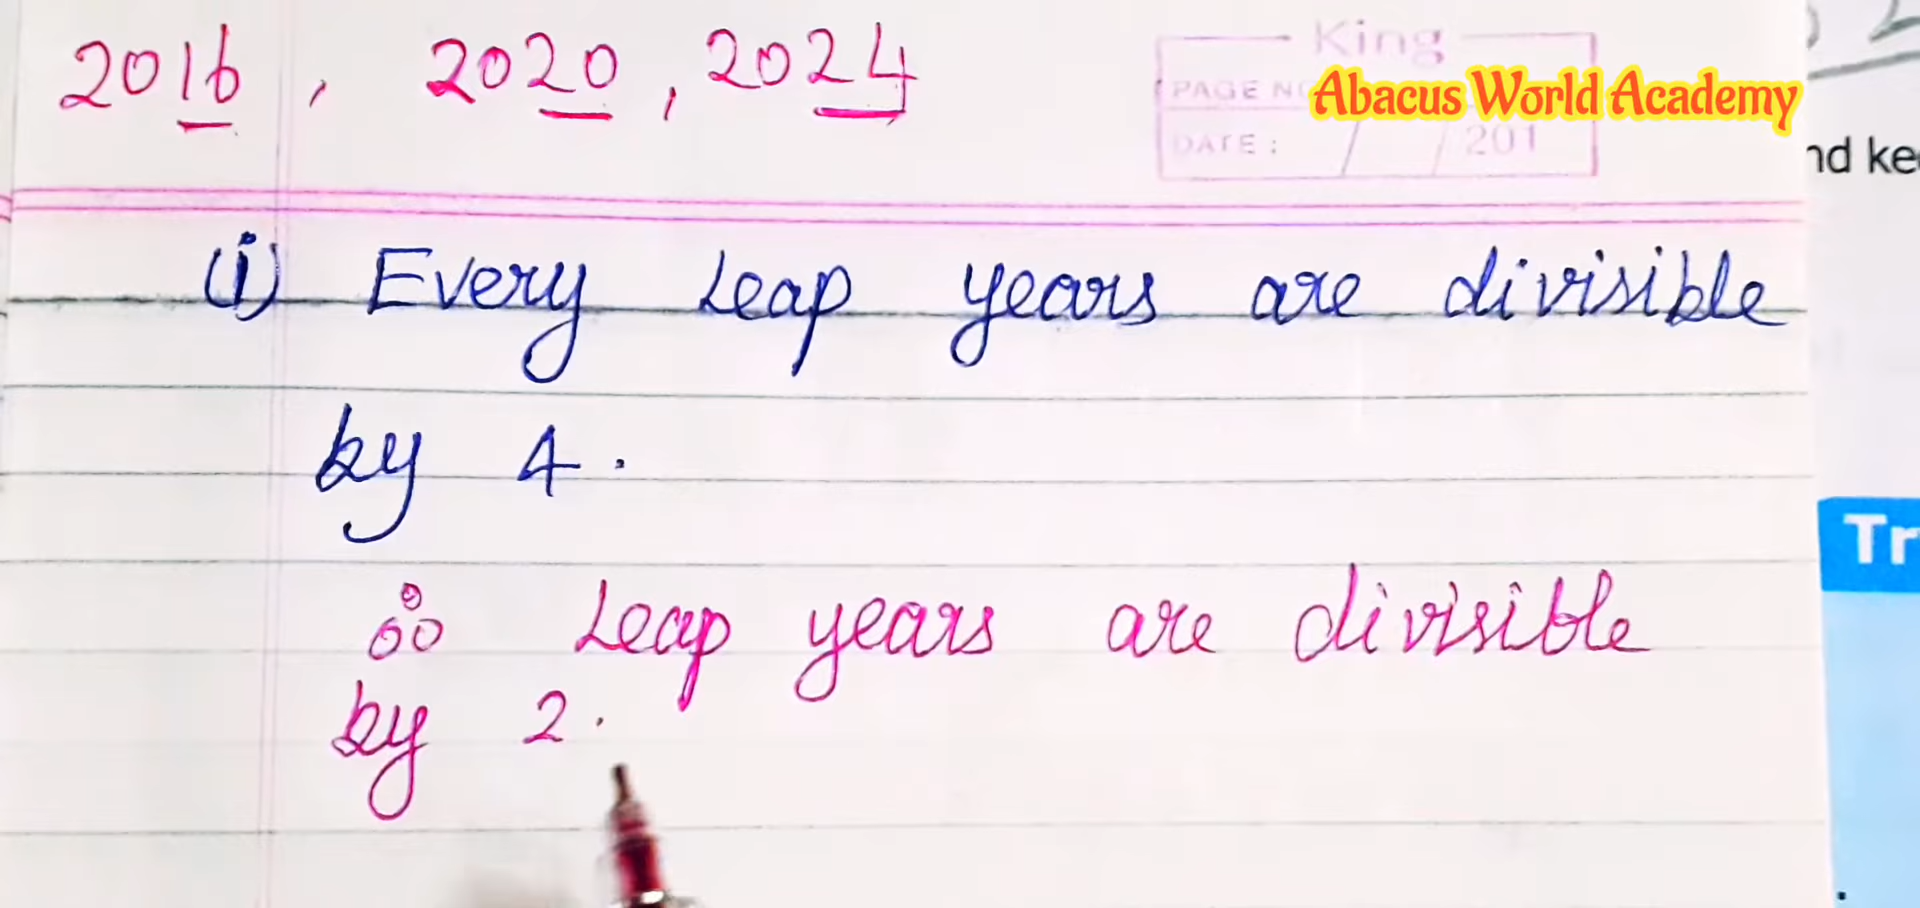 2016, 2020, 2024
King
PAGE NO
Abacus World Academy
DATE : / /201
nd ke
(i) Every Leap years are divisible
by 4.
Tr
∴ Leap years are divisible
by 2.